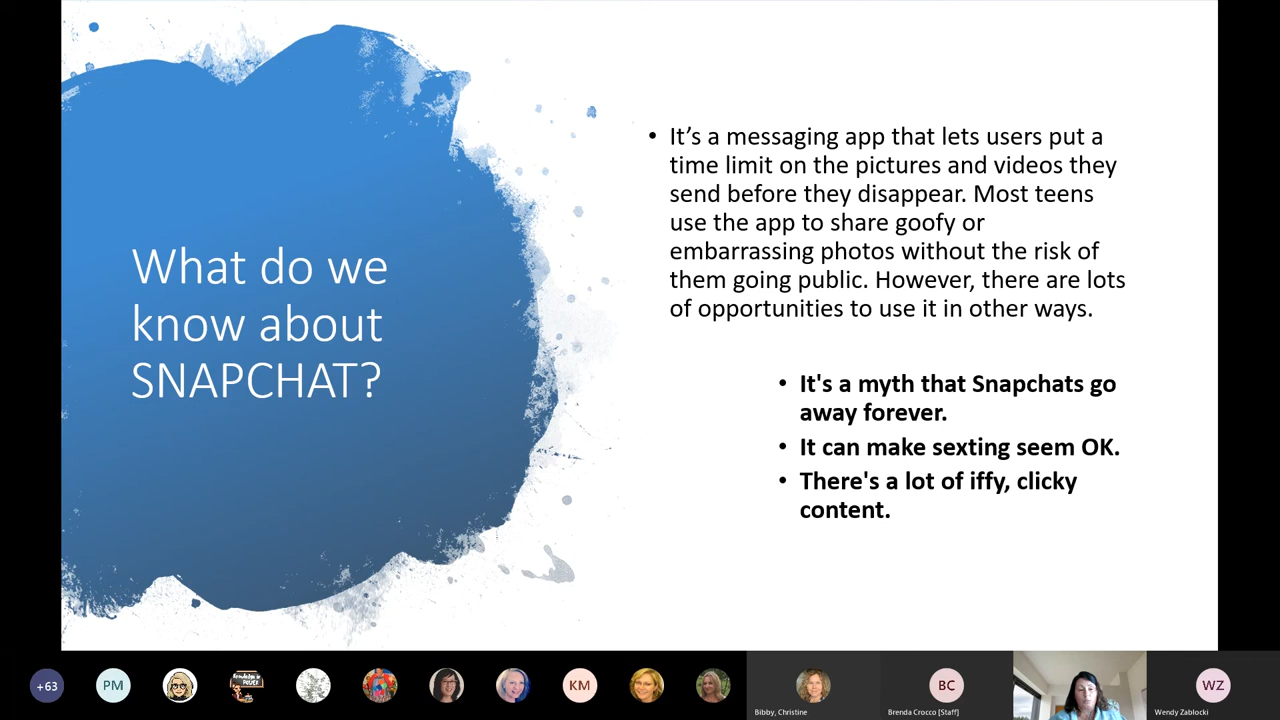 What do we
know about
SNAPCHAT?
• It’s a messaging app that lets users put a
time limit on the pictures and videos they
send before they disappear. Most teens
use the app to share goofy or
embarrassing photos without the risk of
them going public. However, there are lots
of opportunities to use it in other ways.
• It's a myth that Snapchats go
away forever.
• It can make sexting seem OK.
• There's a lot of iffy, clicky
content.
+63
PM
KM
BC
WZ
Bibby, Christine
Brenda Crocco [Staff]
Wendy Zablocki